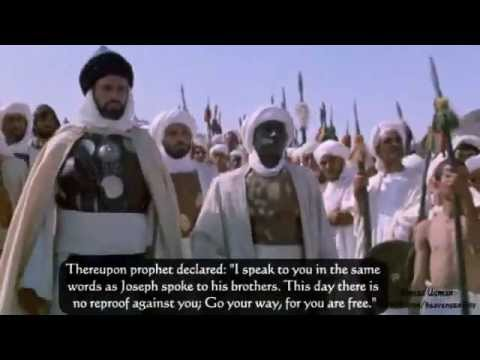 Thereupon prophet declared: "I speak to you in the same
words as Joseph spoke to his brothers. This day there is
no reproof against you; Go your way, for you are free."
Usman